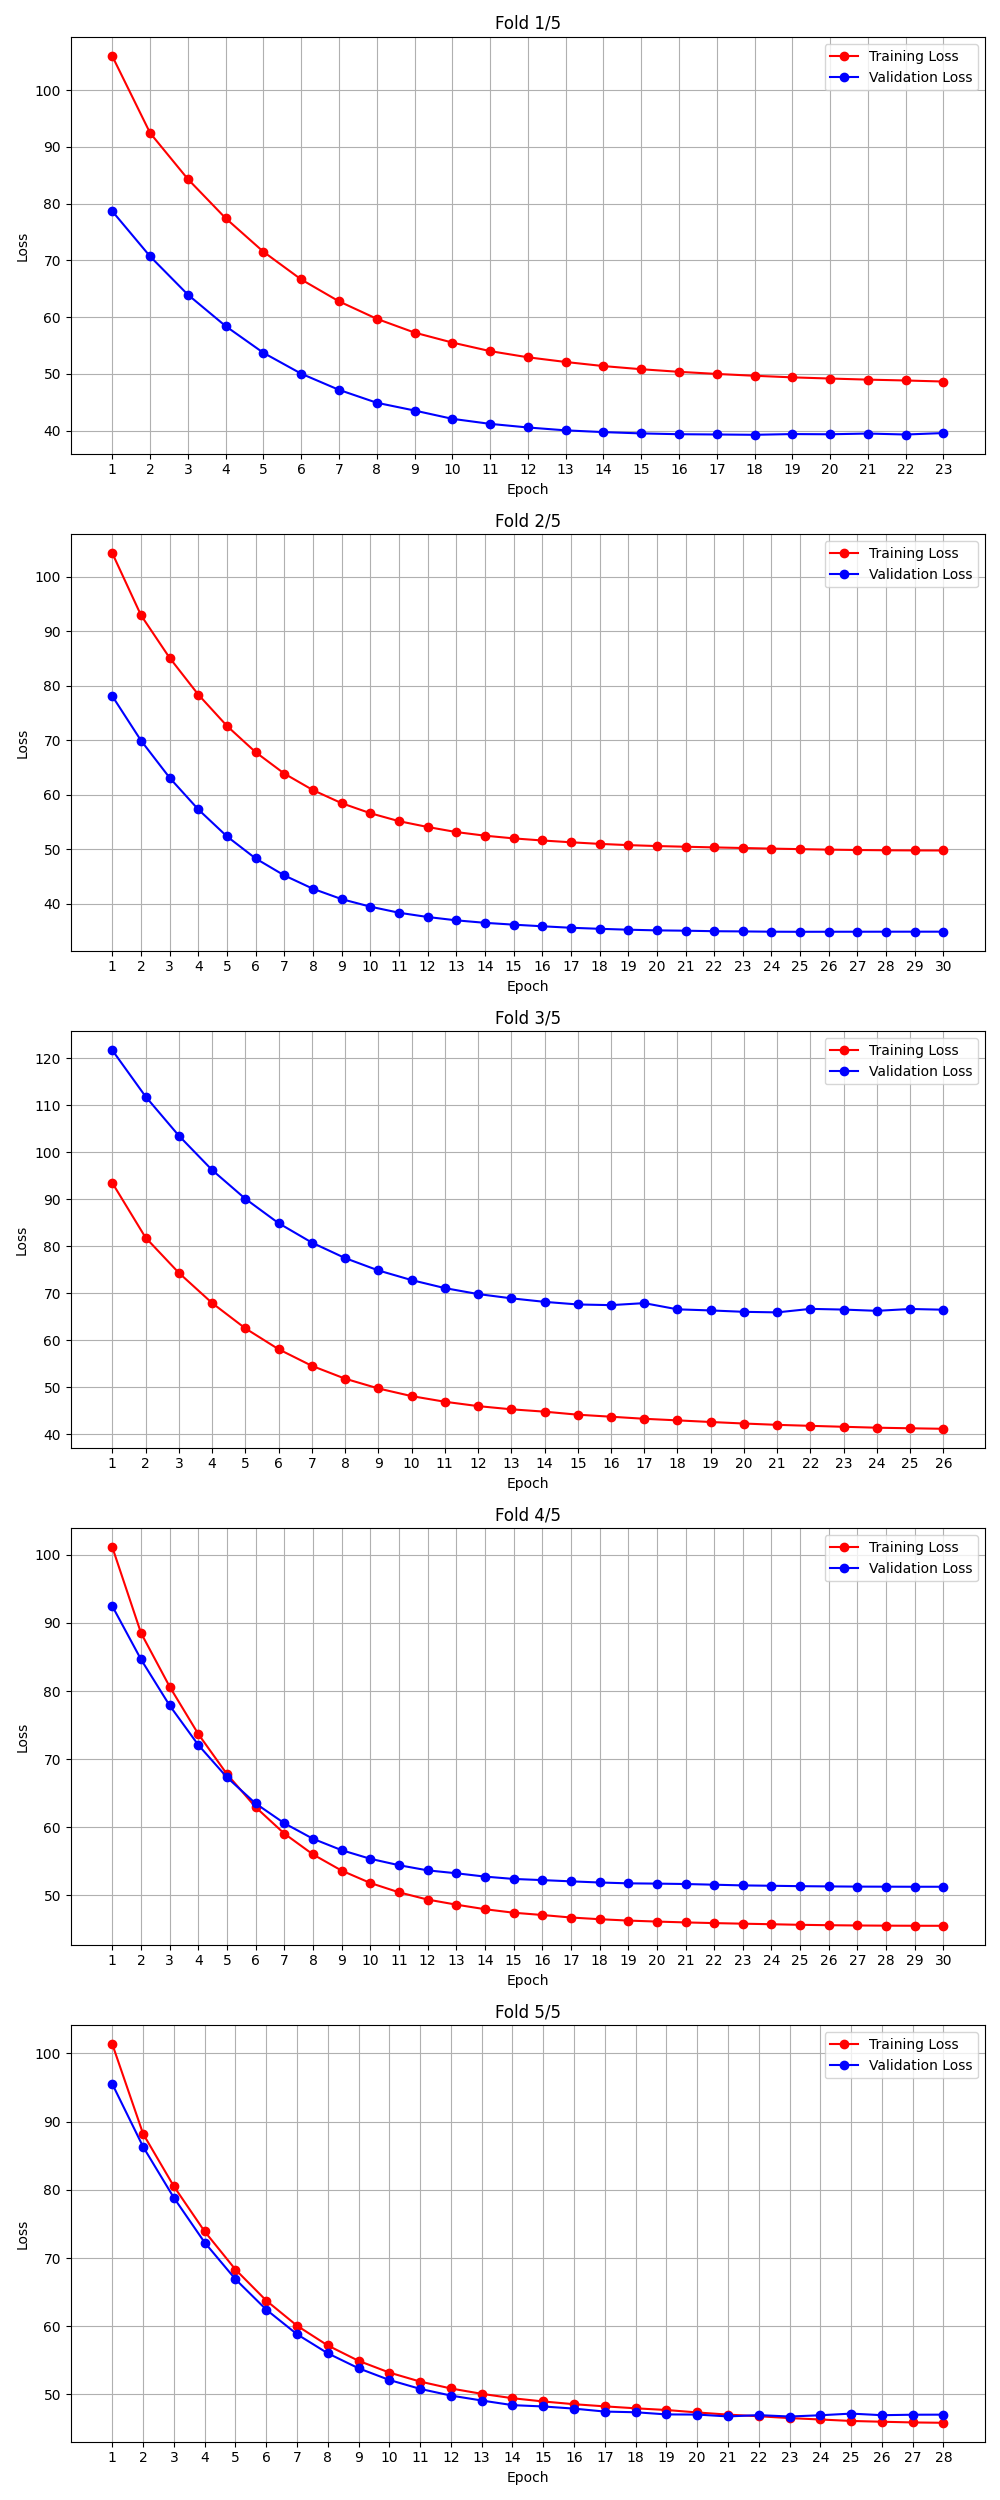 Fold 1/5
Training Loss
Validation Loss
100
90
80
70
60
50
40
Loss
1 2 3 4 5 6 7 8 9 10 11 12 13 14 15 16 17 18 19 20 21 22 23
Epoch
Fold 2/5
Training Loss
Validation Loss
100
90
80
70
60
50
40
Loss
1 2 3 4 5 6 7 8 9 10 11 12 13 14 15 16 17 18 19 20 21 22 23 24 25 26 27 28 29 30
Epoch
Fold 3/5
Training Loss
Validation Loss
120
110
100
90
80
70
60
50
40
Loss
1 2 3 4 5 6 7 8 9 10 11 12 13 14 15 16 17 18 19 20 21 22 23 24 25 26
Epoch
Fold 4/5
Training Loss
Validation Loss
100
90
80
70
60
50
Loss
1 2 3 4 5 6 7 8 9 10 11 12 13 14 15 16 17 18 19 20 21 22 23 24 25 26 27 28 29 30
Epoch
Fold 5/5
Training Loss
Validation Loss
100
90
80
70
60
50
Loss
1 2 3 4 5 6 7 8 9 10 11 12 13 14 15 16 17 18 19 20 21 22 23 24 25 26 27 28
Epoch